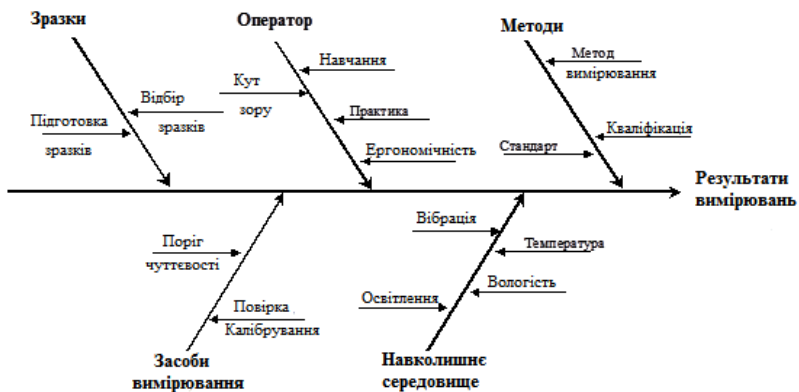 Зразки
Оператор
Методи
Навчання
Метод
вимірювання
Кут
зору
Відбір
зразків
Практика
Підготовка
зразків
Кваліфікація
Стандарт
Ергономічність
Результати
вимірювань
Вібрація
Поріг
чуттєвості
Температура
Вологість
Освітлення
Повірка
Калібрування
Засоби
вимірювання
Навколишнє
середовище